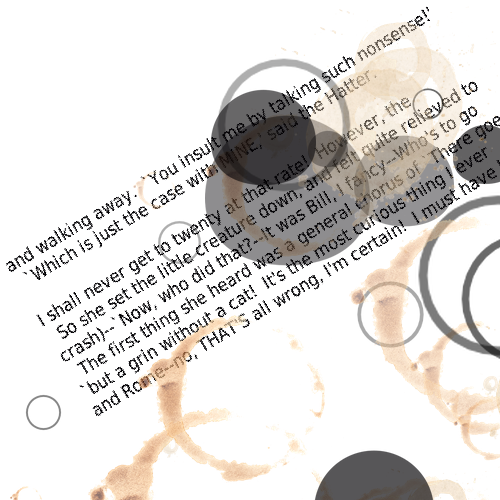 and walking away. `You insult me by talking such nonsense!'
`Which is just the case with MINE,' said the Hatter.
I shall never get to twenty at that rate! However, the
So she set the little creature down, and felt quite relieved to
crash)-- `Now, who did that?--It was Bill, I fancy--Who's to go
The first thing she heard was a general chorus of `There goe
`but a grin without a cat! It's the most curious thing I ever
and Rome--no, THAT'S all wrong, I'm certain! I must have